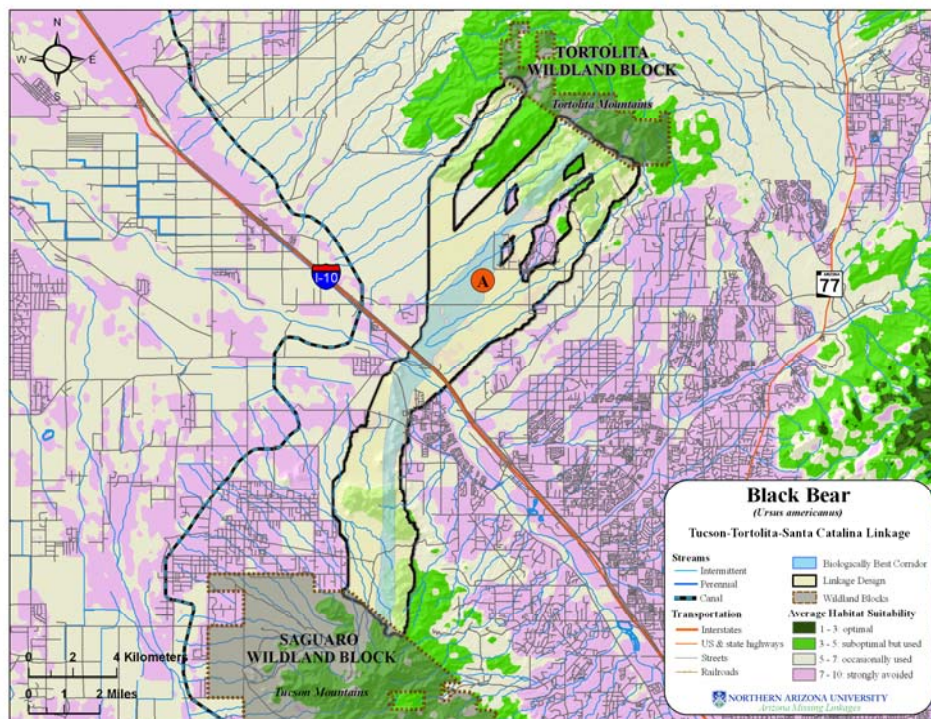 N
W E
S
TORTOLITA
WILDLAND BLOCK
Tortolita Mountains
I-10
A
ARIZONA
77
SAGUARO
WILDLAND BLOCK
Tucson Mountains
0 2 4 Kilometers
0 1 2 Miles
Black Bear
(Ursus americanus)
Tucson-Tortolita-Santa Catalina Linkage
Streams
Intermittent
Perennial
Canal
Transportation
Interstates
US & state highways
Streets
Railroads
Biologically Best Corridor
Linkage Design
Wildland Blocks
Average Habitat Suitability
1 - 3: optimal
3 - 5: suboptimal but used
5 - 7: occasionally used
7 - 10: strongly avoided
NORTHERN ARIZONA UNIVERSITY
Arizona Missing Linkages